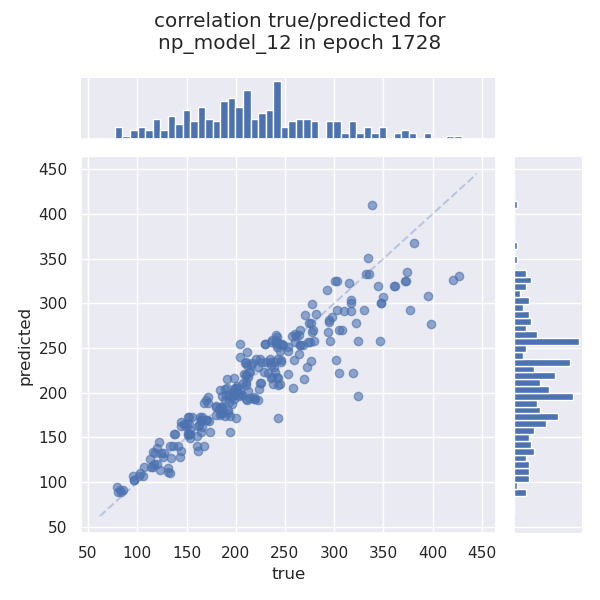 correlation true/predicted for
np_model_12 in epoch 1728
450
400
350
300
250
200
150
100
50
predicted
50 100 150 200 250 300 350 400 450
true